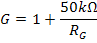 G = 1 + 50kΩ / R_G